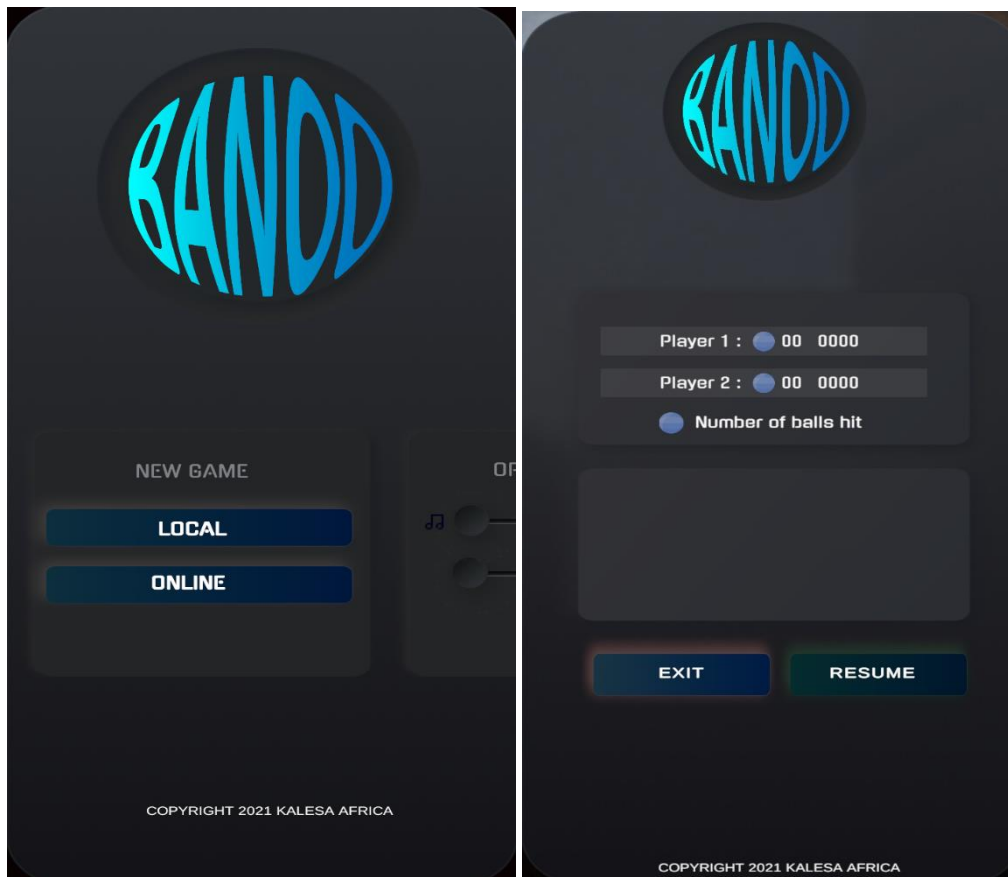 BANOD
NEW GAME
LOCAL
ONLINE
COPYRIGHT 2021 KALESA AFRICA
BANOD
Player 1 : 00 0000
Player 2 : 00 0000
Number of balls hit
EXIT
RESUME
COPYRIGHT 2021 KALESA AFRICA